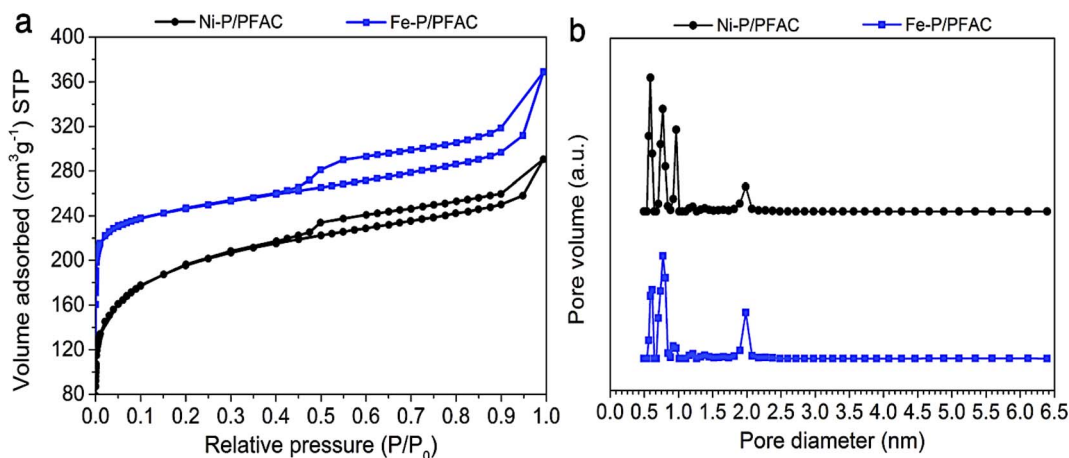 a
Ni-P/PFAC
Fe-P/PFAC
Volume adsorbed (cm³g⁻¹) STP
400
360
320
280
240
200
160
120
80
0.0 0.1 0.2 0.3 0.4 0.5 0.6 0.7 0.8 0.9 1.0
Relative pressure (P/P₀)
b
Ni-P/PFAC
Fe-P/PFAC
Pore volume (a.u.)
0.0 0.5 1.0 1.5 2.0 2.5 3.0 3.5 4.0 4.5 5.0 5.5 6.0 6.5
Pore diameter (nm)